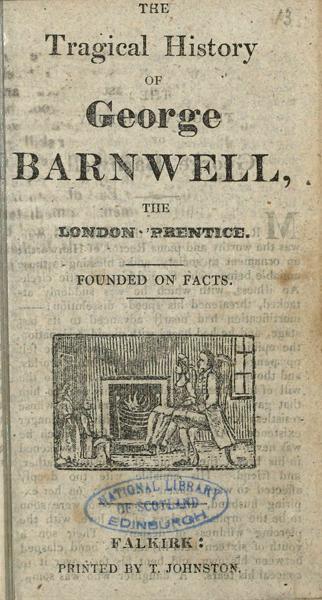 THE
13
Tragical History
OF
George
BARNWELL,
THE
LONDON 'PRENTICE.
FOUNDED ON FACTS.
NATIONAL LIBRARY
OF SCOTLAND
EDINBURGH
FALKIRK:
PRINTED BY T. JOHNSTON.